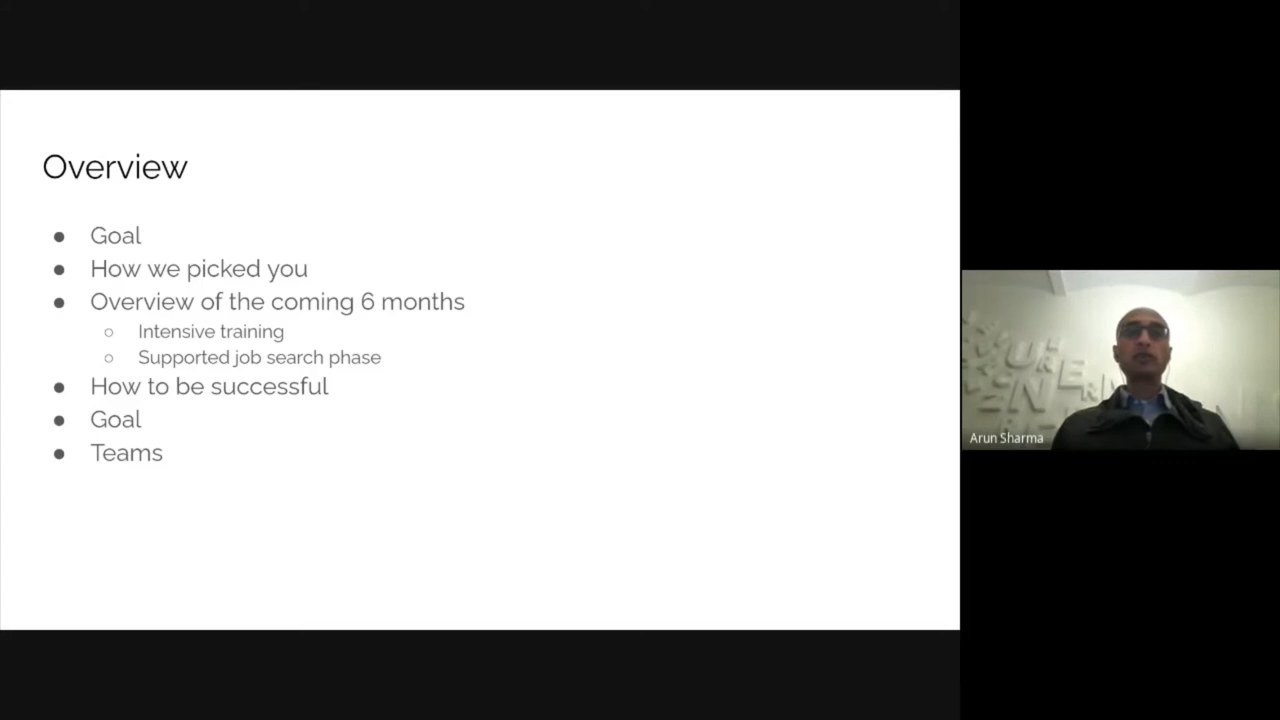 Overview
● Goal
● How we picked you
● Overview of the coming 6 months
○ Intensive training
○ Supported job search phase
● How to be successful
● Goal
● Teams
Arun Sharma